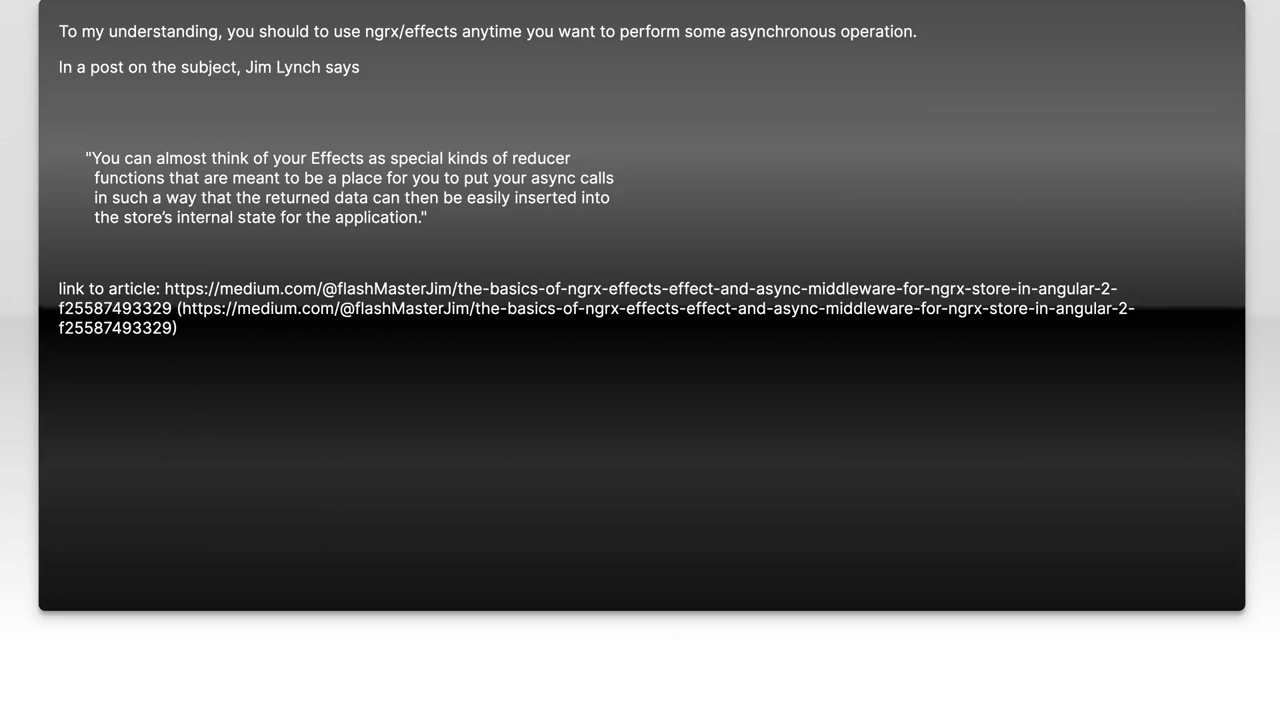 To my understanding, you should to use ngrx/effects anytime you want to perform some asynchronous operation.
In a post on the subject, Jim Lynch says
"You can almost think of your Effects as special kinds of reducer
functions that are meant to be a place for you to put your async calls
in such a way that the returned data can then be easily inserted into
the store’s internal state for the application."
link to article: https://medium.com/@flashMasterJim/the-basics-of-ngrx-effects-effect-and-async-middleware-for-ngrx-store-in-angular-2-
f25587493329 (https://medium.com/@flashMasterJim/the-basics-of-ngrx-effects-effect-and-async-middleware-for-ngrx-store-in-angular-2-
f25587493329)